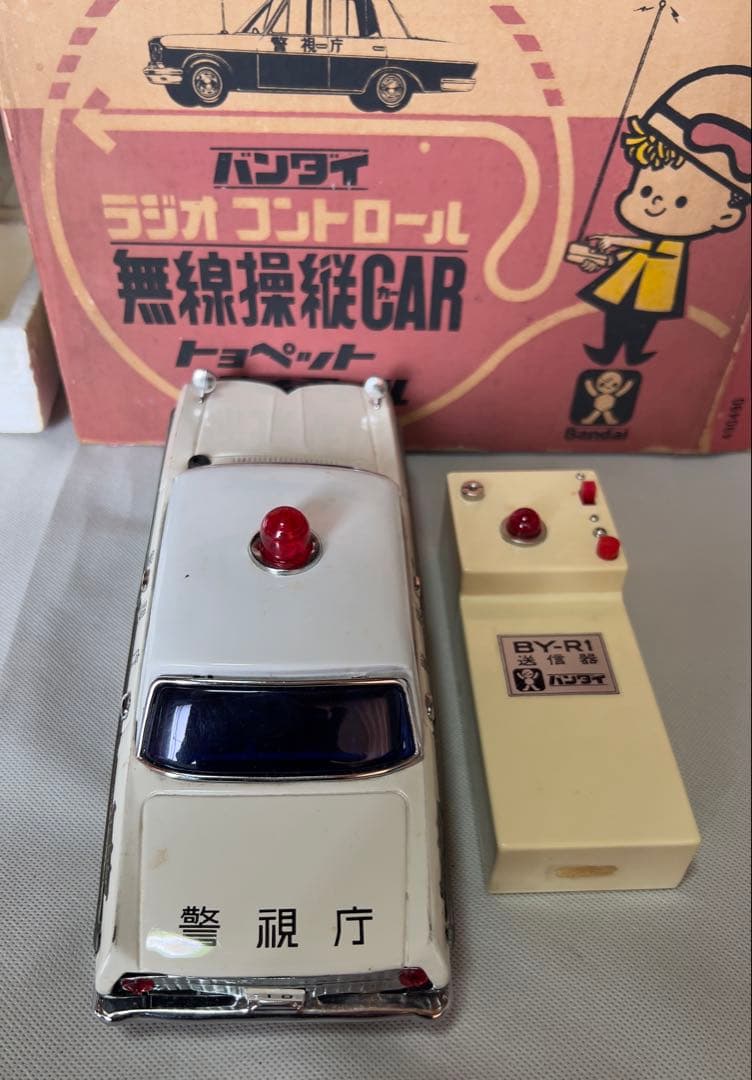 警視庁
バンダイ
ラジオ コントロール
無線操縦CAR
カー
トヨペット
Bandai
BY-R1
送信器
バンダイ
警視庁